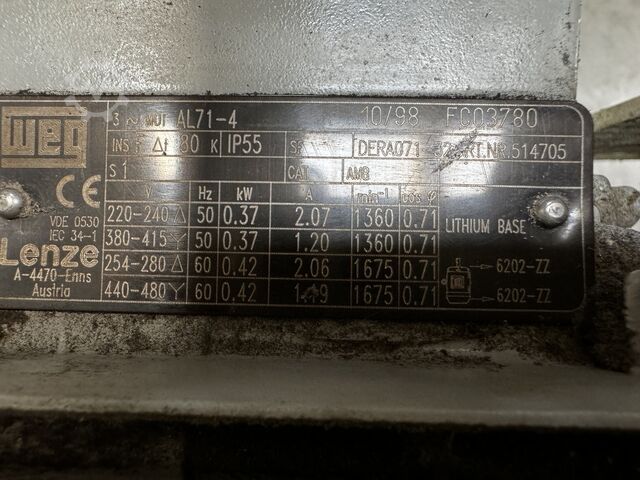 WEG
3 ~ MOT AL71-4 10/98 EC03780
INS F Δt 80 K IP55 SF DERA071 ART.NR.514705
S1 CAT AMB
CE
V Hz kW A min-1 cos φ
VDE 0530
IEC 34-1
220-240 Δ 50 0.37 2.07 1360 0.71
380-415 Y 50 0.37 1.20 1360 0.71
254-280 Δ 60 0.42 2.06 1675 0.71
440-480 Y 60 0.42 1.19 1675 0.71
LITHIUM BASE
6202-ZZ
6202-ZZ
Lenze
A-4470-Enns
Austria